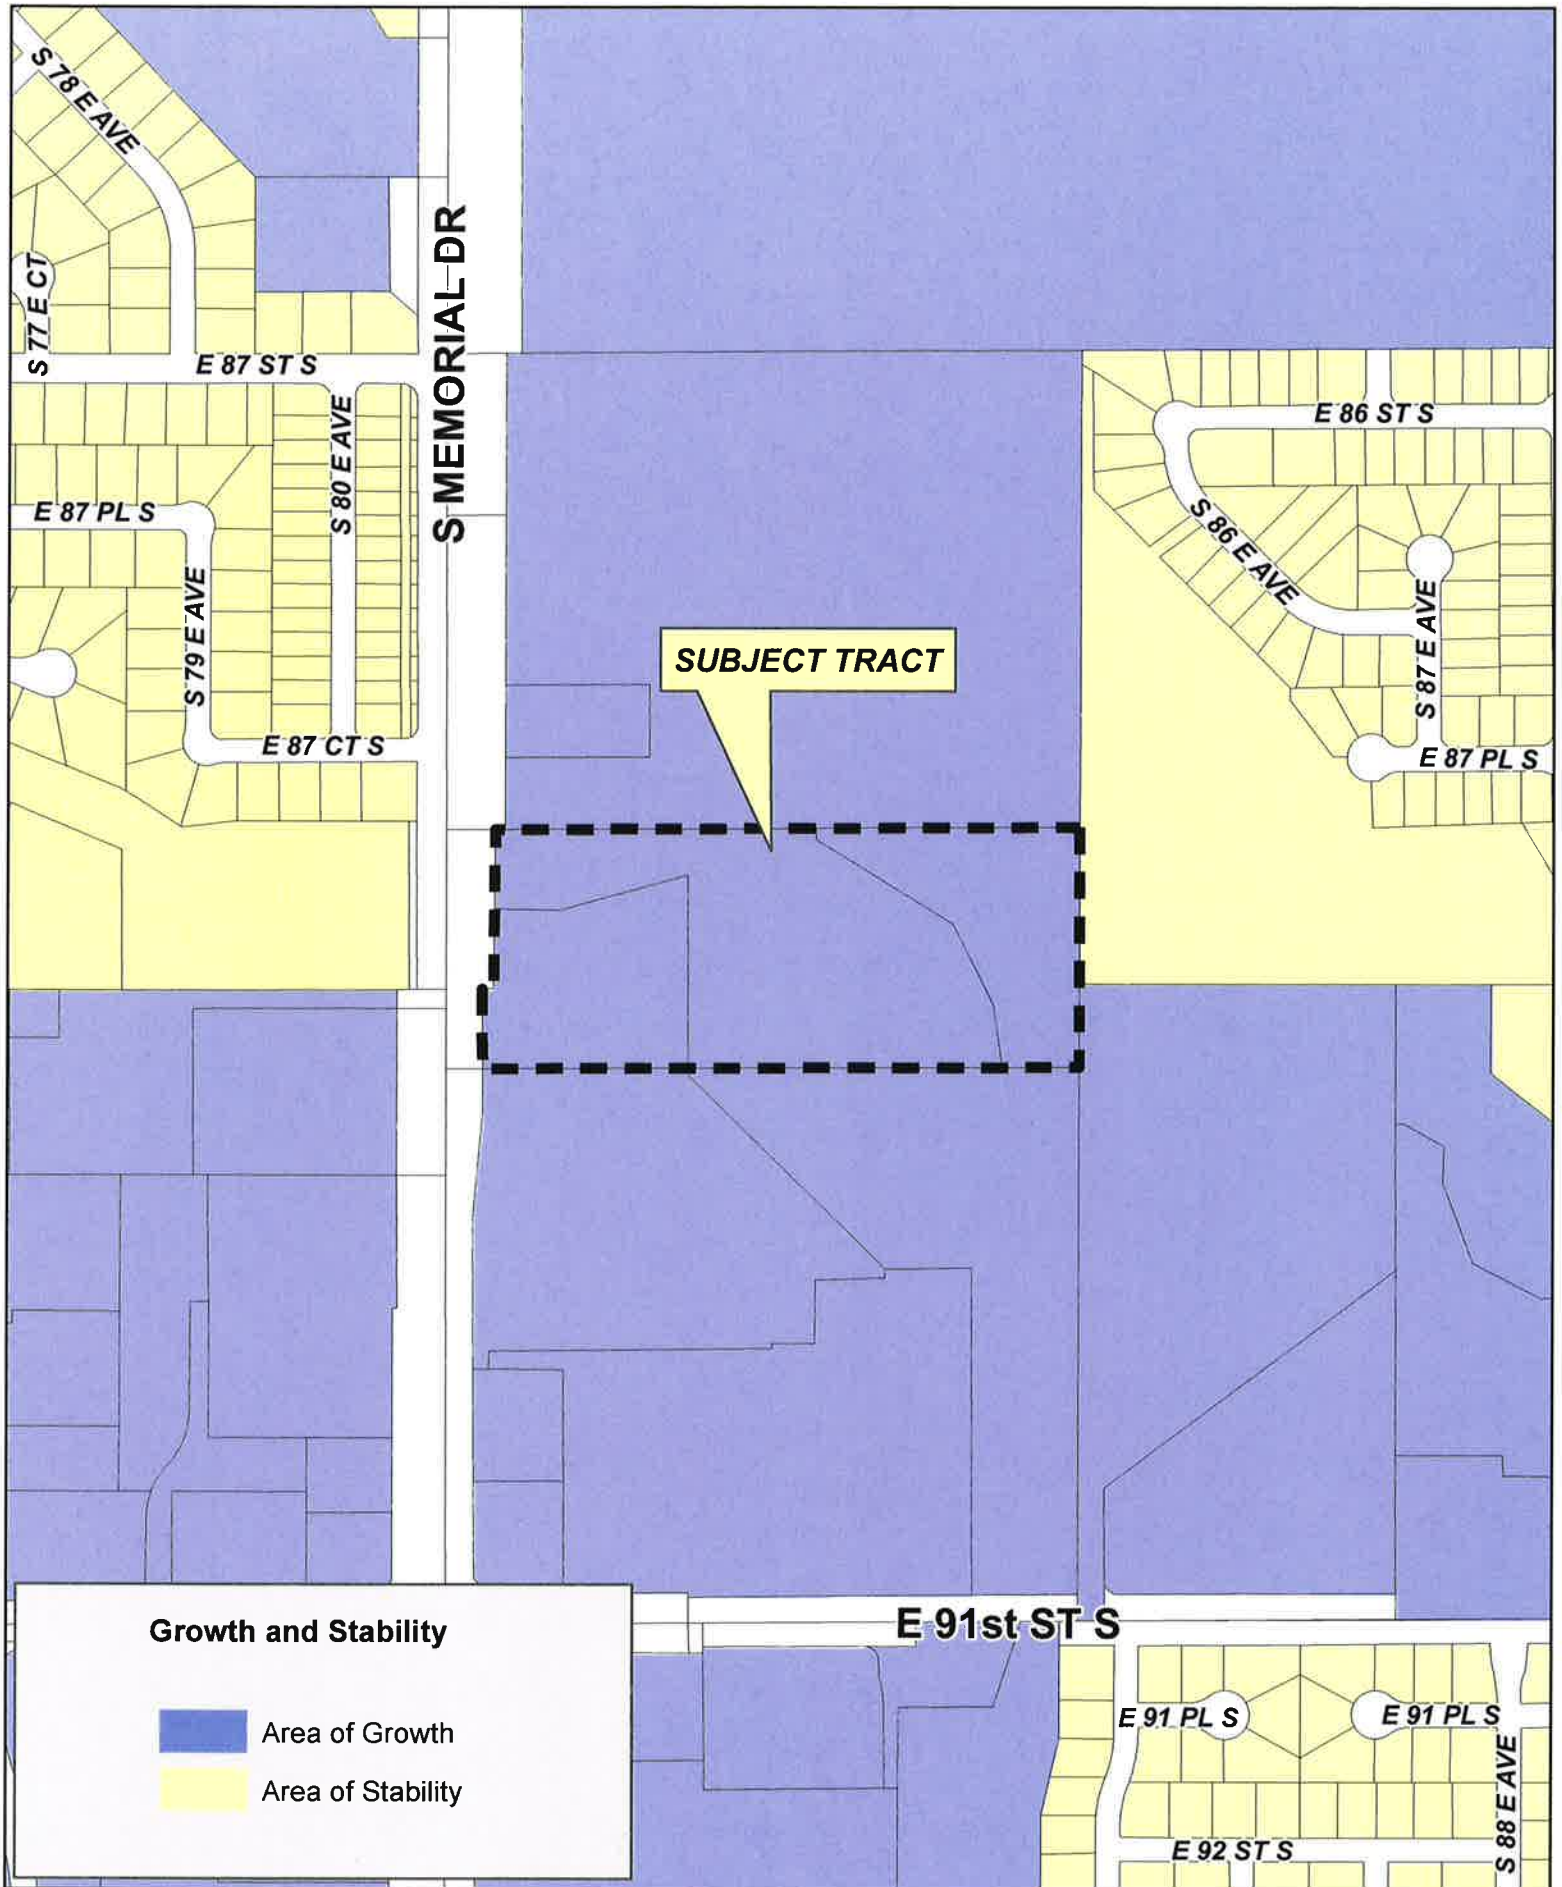 S 78 E AVE
S 77 E CT
S MEMORIAL DR
E 87 ST S
E 86 ST S
S 80 E AVE
E 87 PL S
S 86 E AVE
S 79 E AVE
S 87 E AVE
SUBJECT TRACT
E 87 CT S
E 87 PL S
E 91st ST S
Growth and Stability
Area of Growth
Area of Stability
E 91 PL S
E 91 PL S
S 88 E AVE
E 92 ST S